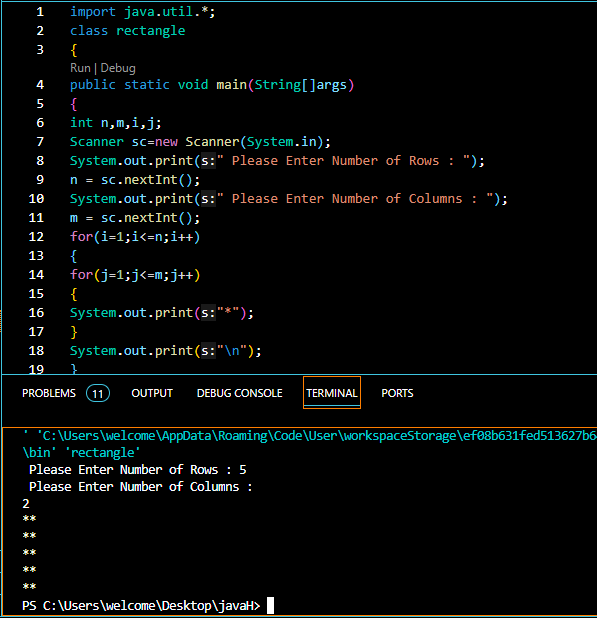 1 import java.util.*;
2 class rectangle
3 {
Run | Debug
4 public static void main(String[]args)
5 {
6 int n,m,i,j;
7 Scanner sc=new Scanner(System.in);
8 System.out.print(s:" Please Enter Number of Rows : ");
9 n = sc.nextInt();
10 System.out.print(s:" Please Enter Number of Columns : ");
11 m = sc.nextInt();
12 for(i=1;i<=n;i++)
13 {
14 for(j=1;j<=m;j++)
15 {
16 System.out.print(s:"*");
17 }
18 System.out.print(s:"\n");
19 }
PROBLEMS 11 OUTPUT DEBUG CONSOLE TERMINAL PORTS
' 'C:\Users\welcome\AppData\Roaming\Code\User\workspaceStorage\ef08b631fed513627b6
\bin' 'rectangle'
Please Enter Number of Rows : 5
Please Enter Number of Columns :
2
**
**
**
**
**
PS C:\Users\welcome\Desktop\javaH>